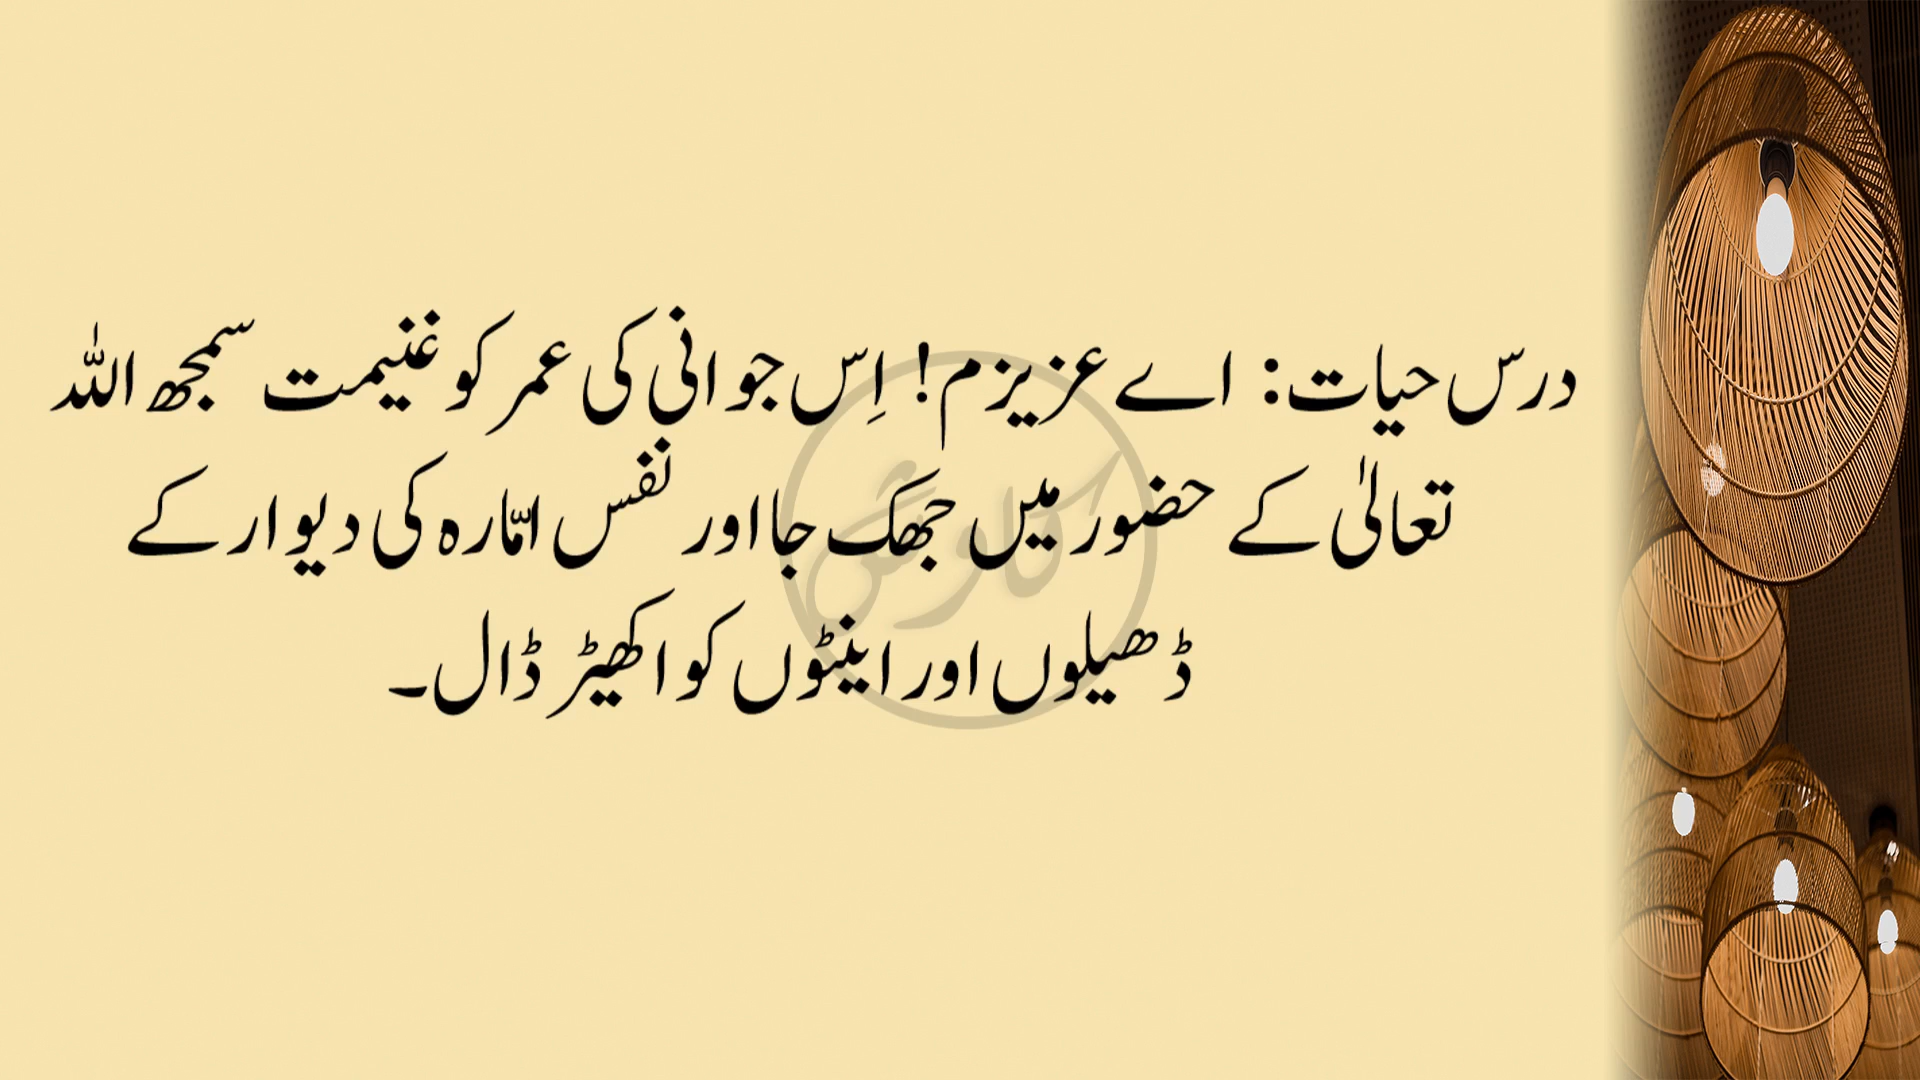 درس حیات: اے عزیزم! اِس جوانی کی عمر کو غنیمت سمجھ اللہ
تعالیٰ کے حضور میں جھک جا اور نفس امّارہ کی دیوار کے
ڈھیلوں اور اینٹوں کو اکھیڑ ڈال۔